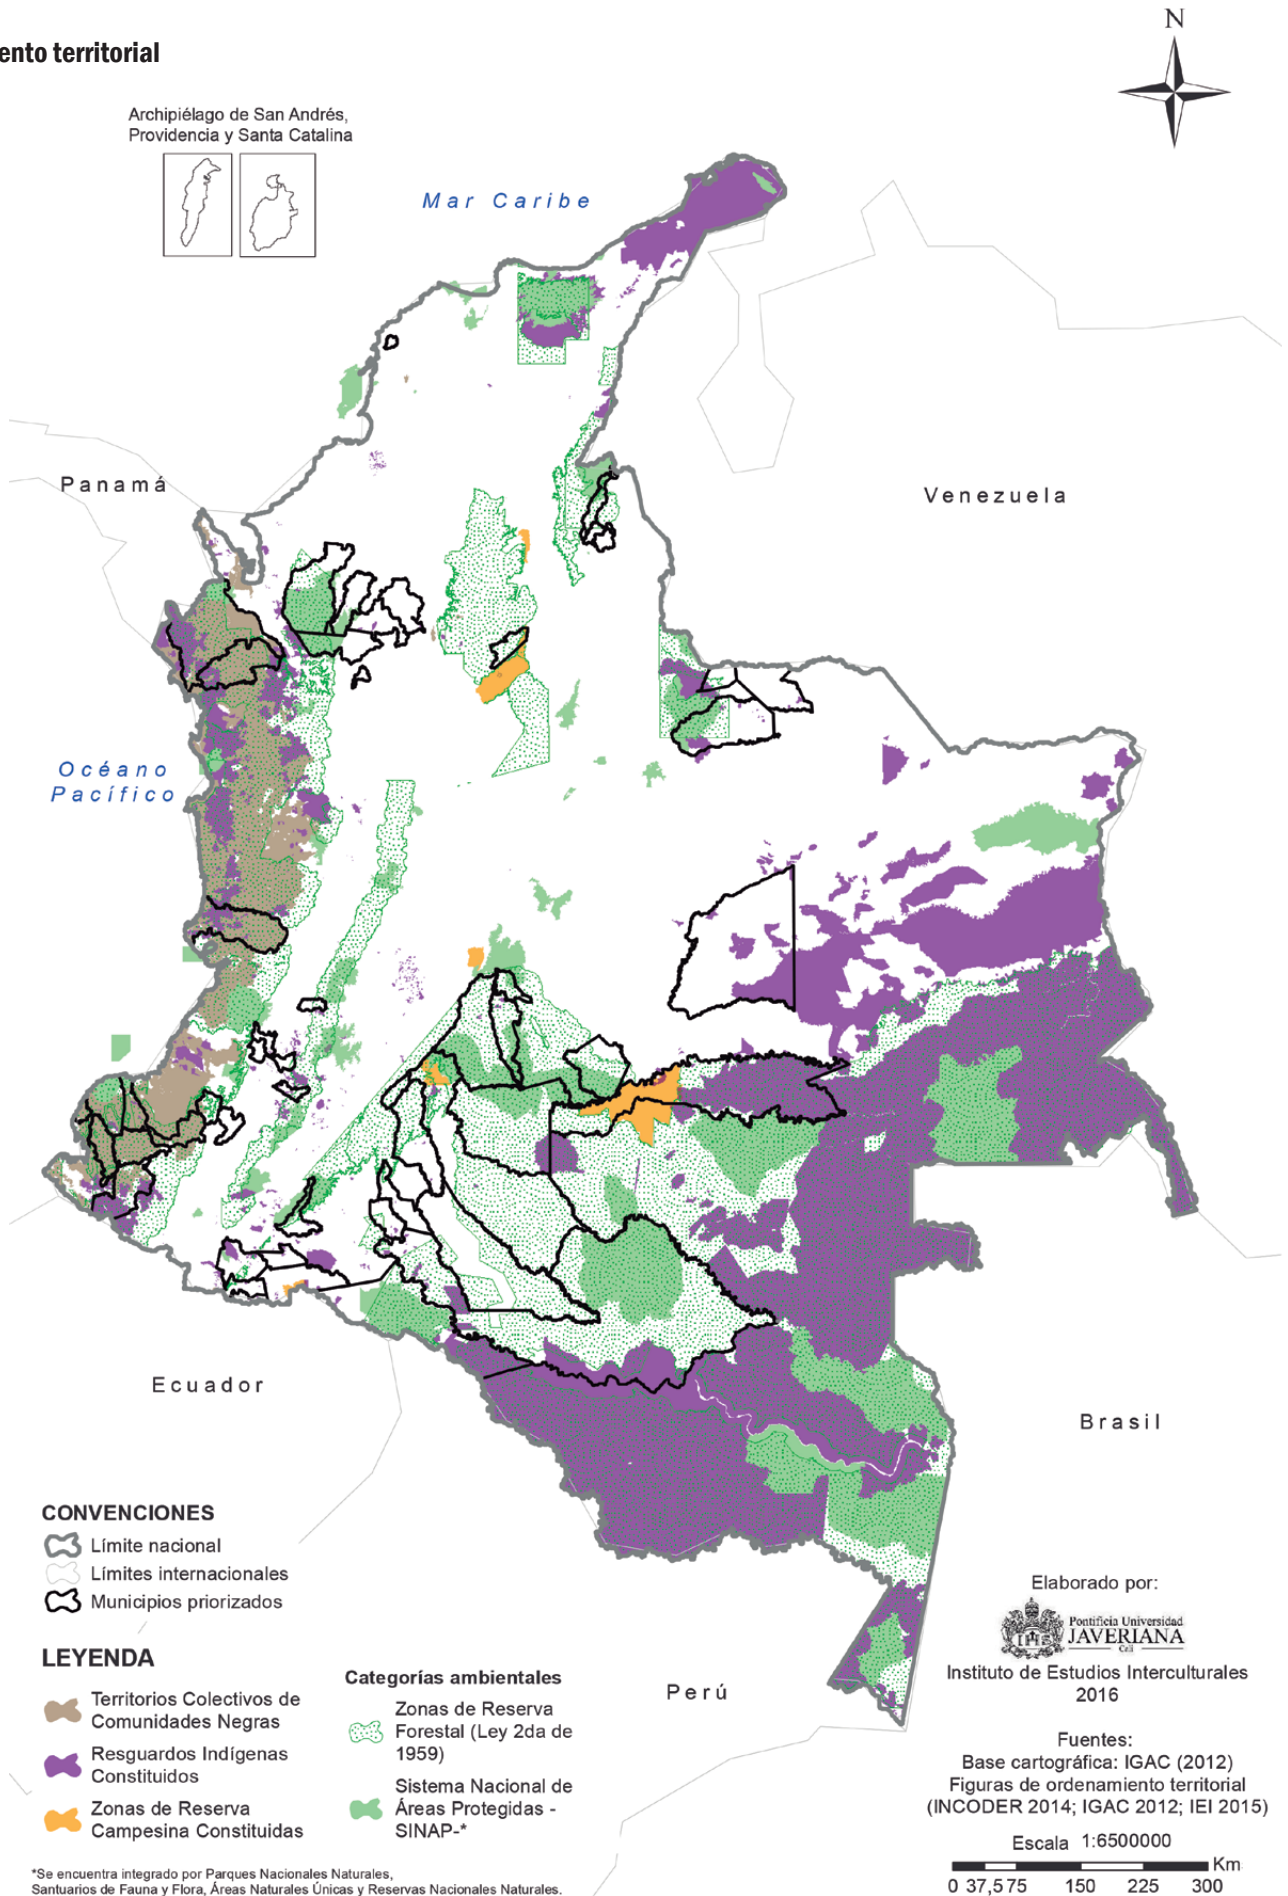 ento territorial
N
Archipiélago de San Andrés,
Providencia y Santa Catalina
Mar Caribe
Panamá
Venezuela
Océano
Pacífico
Ecuador
Brasil
Perú
CONVENCIONES
Límite nacional
Límites internacionales
Municipios priorizados
LEYENDA
Territorios Colectivos de
Comunidades Negras
Resguardos Indígenas
Constituidos
Zonas de Reserva
Campesina Constituidas
Categorías ambientales
Zonas de Reserva
Forestal (Ley 2da de
1959)
Sistema Nacional de
Áreas Protegidas -
SINAP-*
*Se encuentra integrado por Parques Nacionales Naturales,
Santuarios de Fauna y Flora, Áreas Naturales Únicas y Reservas Nacionales Naturales.
Elaborado por:
Pontificia Universidad
JAVERIANA
Cali
Instituto de Estudios Interculturales
2016
Fuentes:
Base cartográfica: IGAC (2012)
Figuras de ordenamiento territorial
(INCODER 2014; IGAC 2012; IEI 2015)
Escala 1:6500000
Km
0 37,5 75 150 225 300